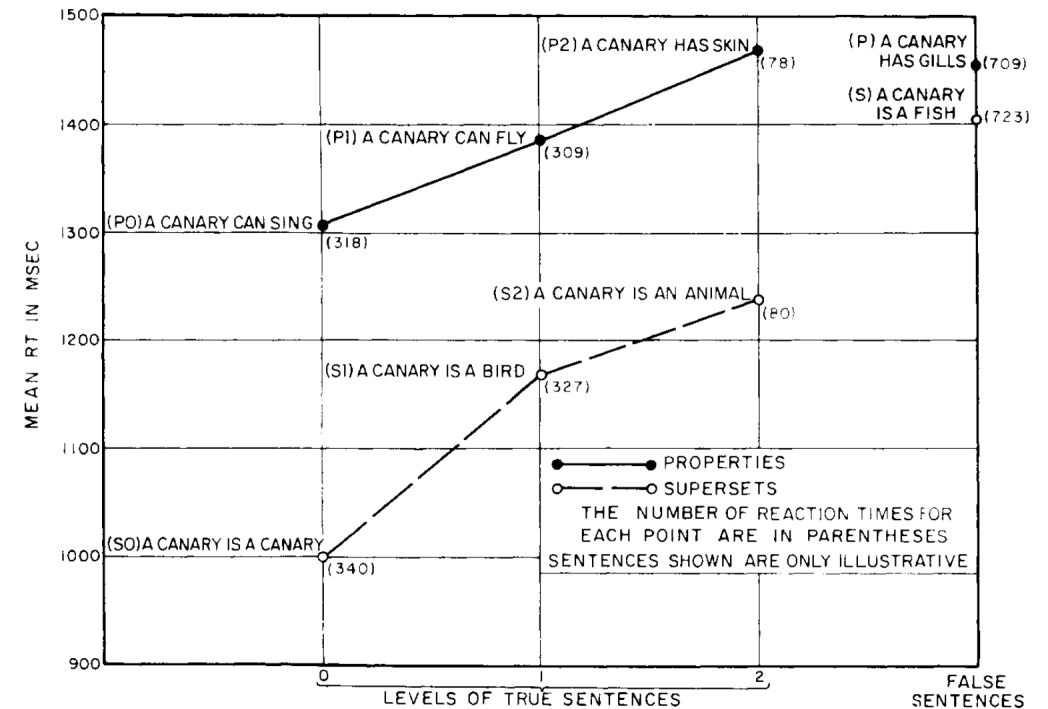 1500
(P2) A CANARY HAS SKIN
(78)
(P) A CANARY
HAS GILLS
(709)
(S) A CANARY
IS A FISH
(723)
1400
(P1) A CANARY CAN FLY
(309)
(P0) A CANARY CAN SING
(318)
1300
(S2) A CANARY IS AN ANIMAL
(80)
1200
(S1) A CANARY IS A BIRD
(327)
1100
PROPERTIES
SUPERSETS
THE NUMBER OF REACTION TIMES FOR
EACH POINT ARE IN PARENTHESES
SENTENCES SHOWN ARE ONLY ILLUSTRATIVE
(S0) A CANARY IS A CANARY
(340)
1000
900
MEAN RT IN MSEC
0
1
2
LEVELS OF TRUE SENTENCES
FALSE
SENTENCES